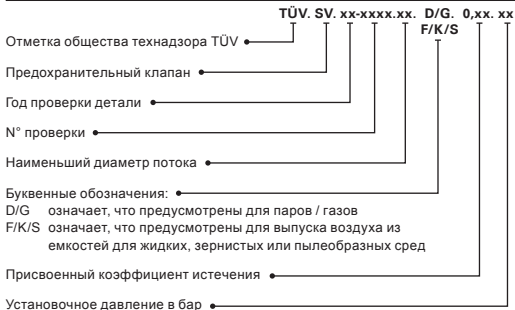 TÜV. SV. xx-xxxx.xx. D/G. 0,xx. xx
F/K/S
Отметка общества технадзора TÜV
Предохранительный клапан
Год проверки детали
N° проверки
Наименьший диаметр потока
Буквенные обозначения:
D/G означает, что предусмотрены для паров / газов
F/K/S означает, что предусмотрены для выпуска воздуха из
емкостей для жидких, зернистых или пылеобразных сред
Присвоенный коэффициент истечения
Установочное давление в бар